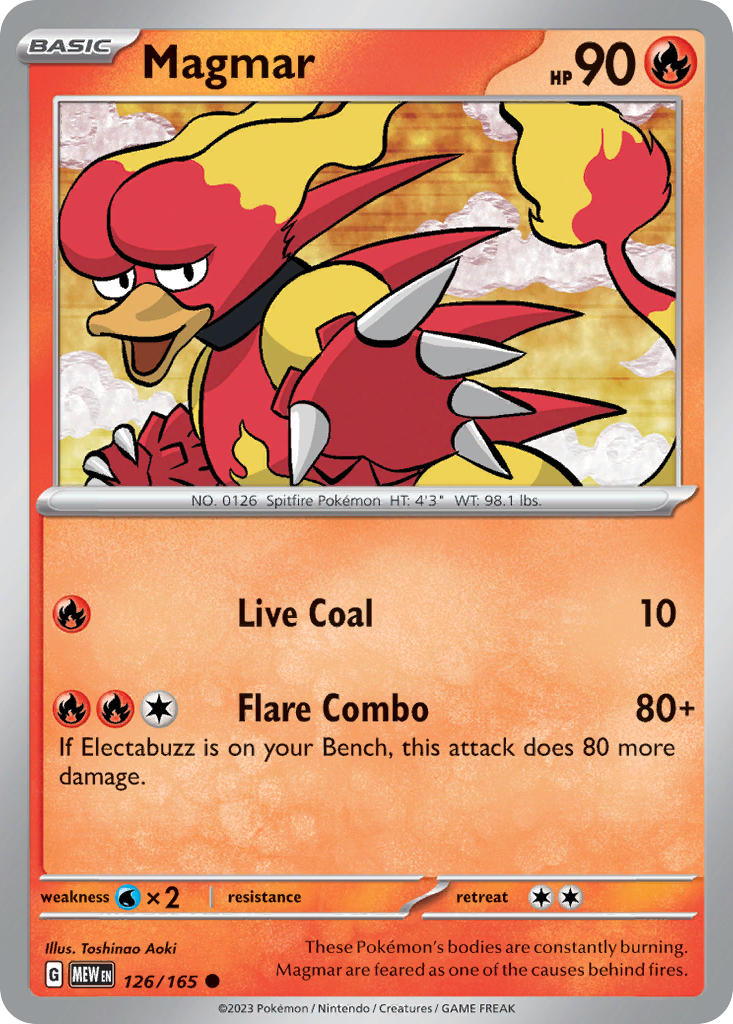 BASIC
Magmar
HP 90
NO. 0126 Spitfire Pokémon HT: 4'3" WT: 98.1 lbs.
Live Coal 10
Flare Combo 80+
If Electabuzz is on your Bench, this attack does 80 more
damage.
weakness ×2 resistance retreat
Illus. Toshinao Aoki
These Pokémon's bodies are constantly burning.
Magmar are feared as one of the causes behind fires.
G MEW EN 126/165
©2023 Pokémon / Nintendo / Creatures / GAME FREAK